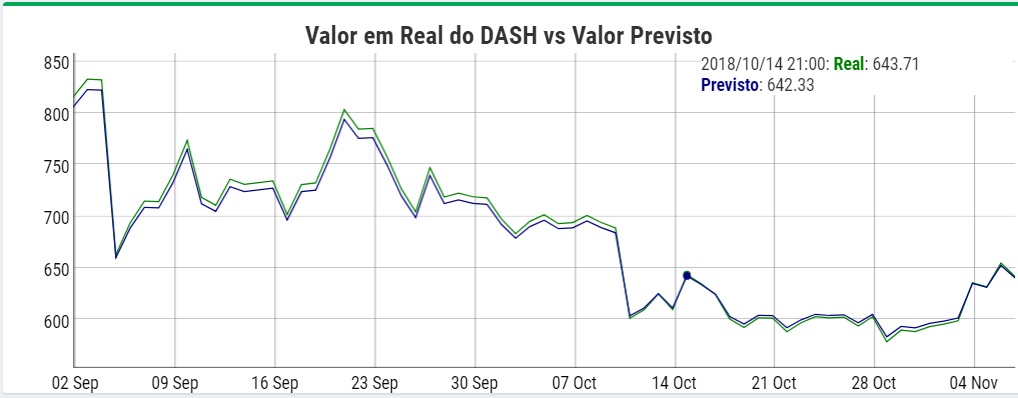 Valor em Real do DASH vs Valor Previsto
2018/10/14 21:00: Real: 643.71
Previsto: 642.33
850
800
750
700
650
600
02 Sep 09 Sep 16 Sep 23 Sep 30 Sep 07 Oct 14 Oct 21 Oct 28 Oct 04 Nov